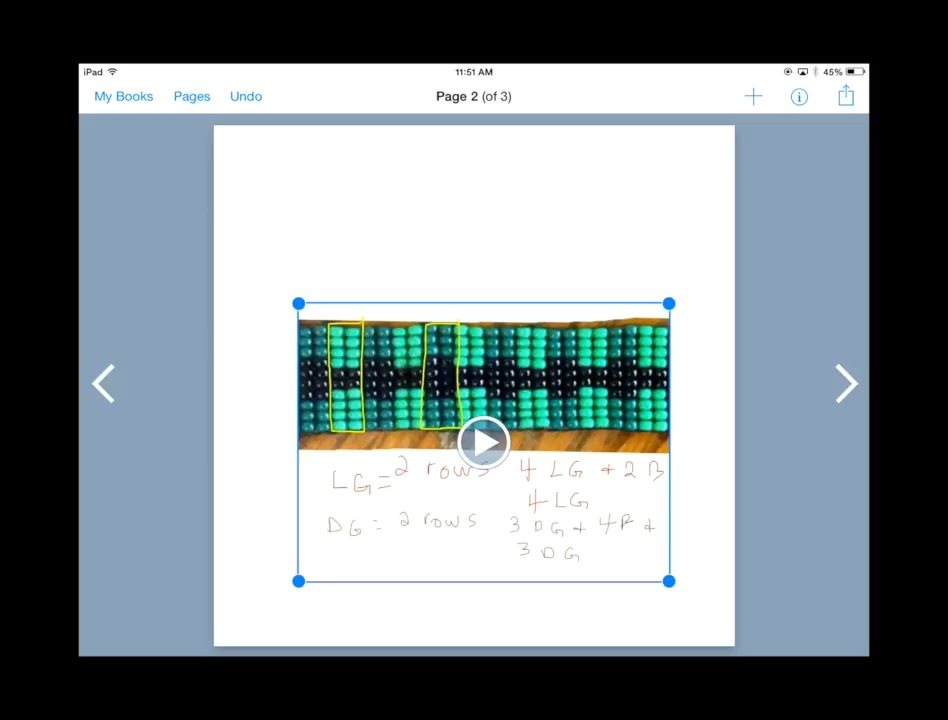 iPad 11:51 AM 45%
My Books Pages Undo Page 2 (of 3)
LG = 2 rows 4 LG + 2 B
4 LG
DG = 2 rows 3 DG + 4B +
3 DG